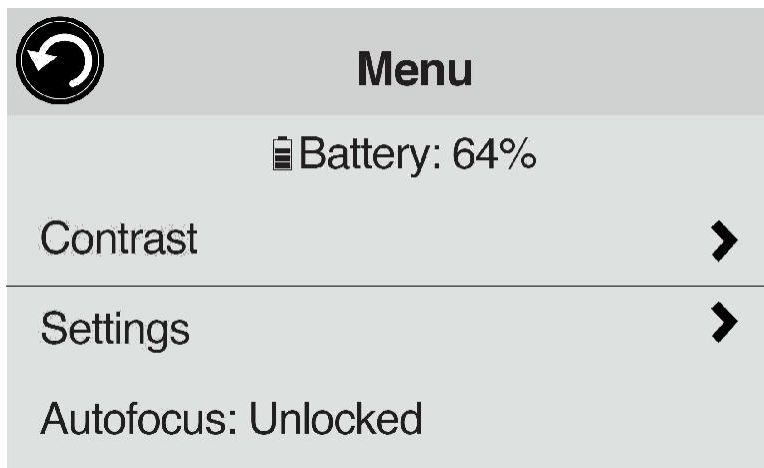 Menu
Battery: 64%
Contrast
Settings
Autofocus: Unlocked